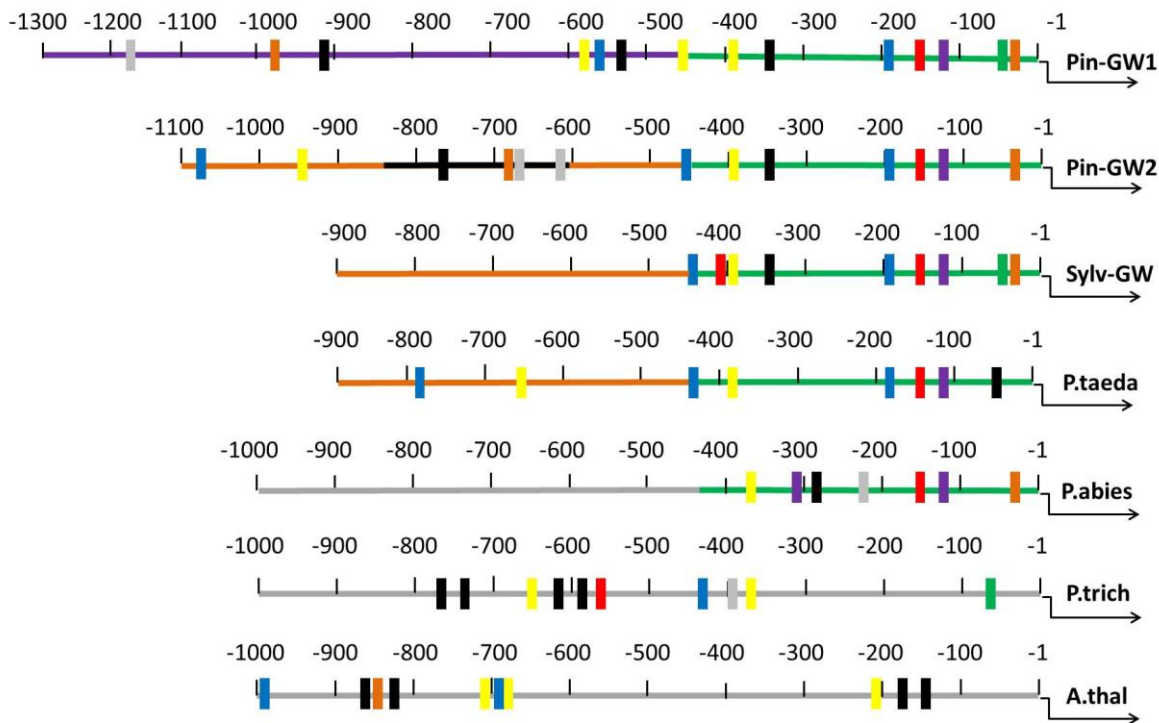 -1300 -1200 -1100 -1000 -900 -800 -700 -600 -500 -400 -300 -200 -100 -1
Pin-GW1
-1100 -1000 -900 -800 -700 -600 -500 -400 -300 -200 -100 -1
Pin-GW2
-900 -800 -700 -600 -500 -400 -300 -200 -100 -1
Sylv-GW
-900 -800 -700 -600 -500 -400 -300 -200 -100 -1
P.taeda
-1000 -900 -800 -700 -600 -500 -400 -300 -200 -100 -1
P.abies
-1000 -900 -800 -700 -600 -500 -400 -300 -200 -100 -1
P.trich
-1000 -900 -800 -700 -600 -500 -400 -300 -200 -100 -1
A.thal